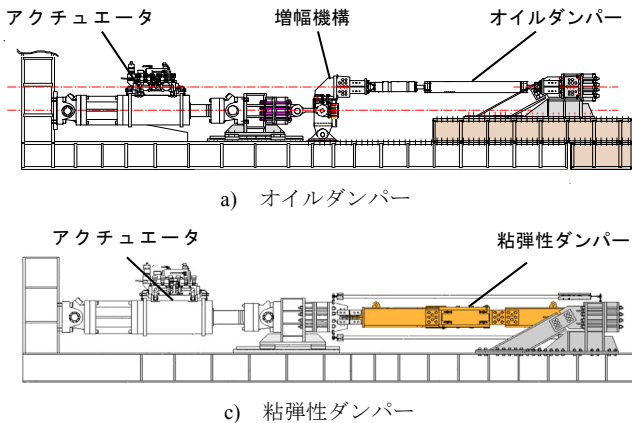 アクチュエータ 増幅機構 オイルダンパー
a) オイルダンパー
アクチュエータ 粘弾性ダンパー
c) 粘弾性ダンパー